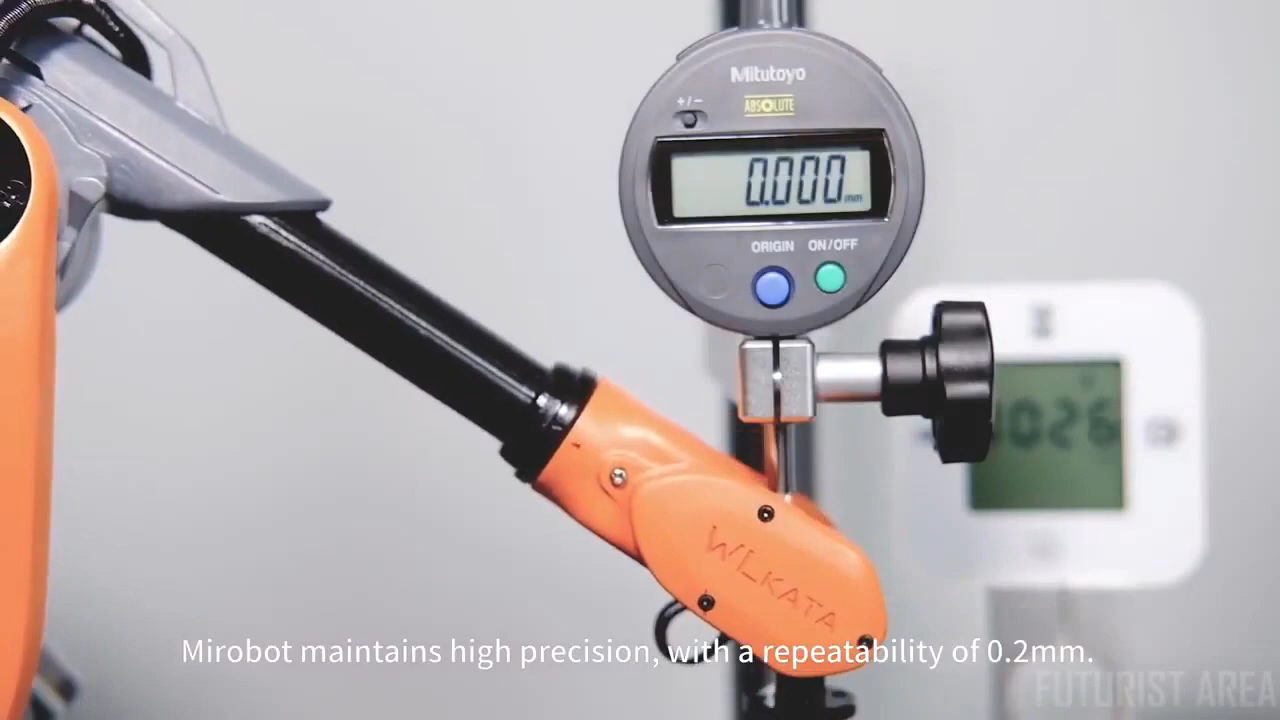 Mitutoyo
+/−
ABSOLUTE
0.000 mm
ORIGIN ON/OFF
1026
WLKATA
Mirobot maintains high precision, with a repeatability of 0.2mm.
FUTURIST AREA